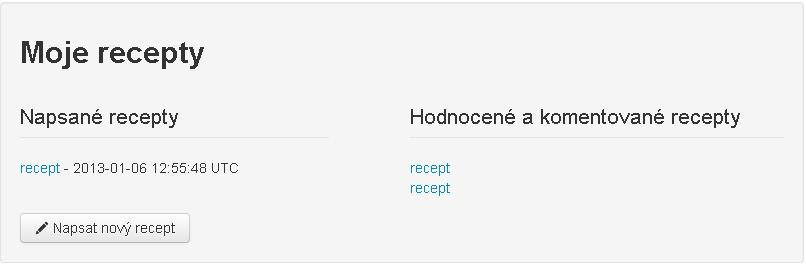 Moje recepty
Napsané recepty
recept - 2013-01-06 12:55:48 UTC
Napsat nový recept
Hodnocené a komentované recepty
recept
recept